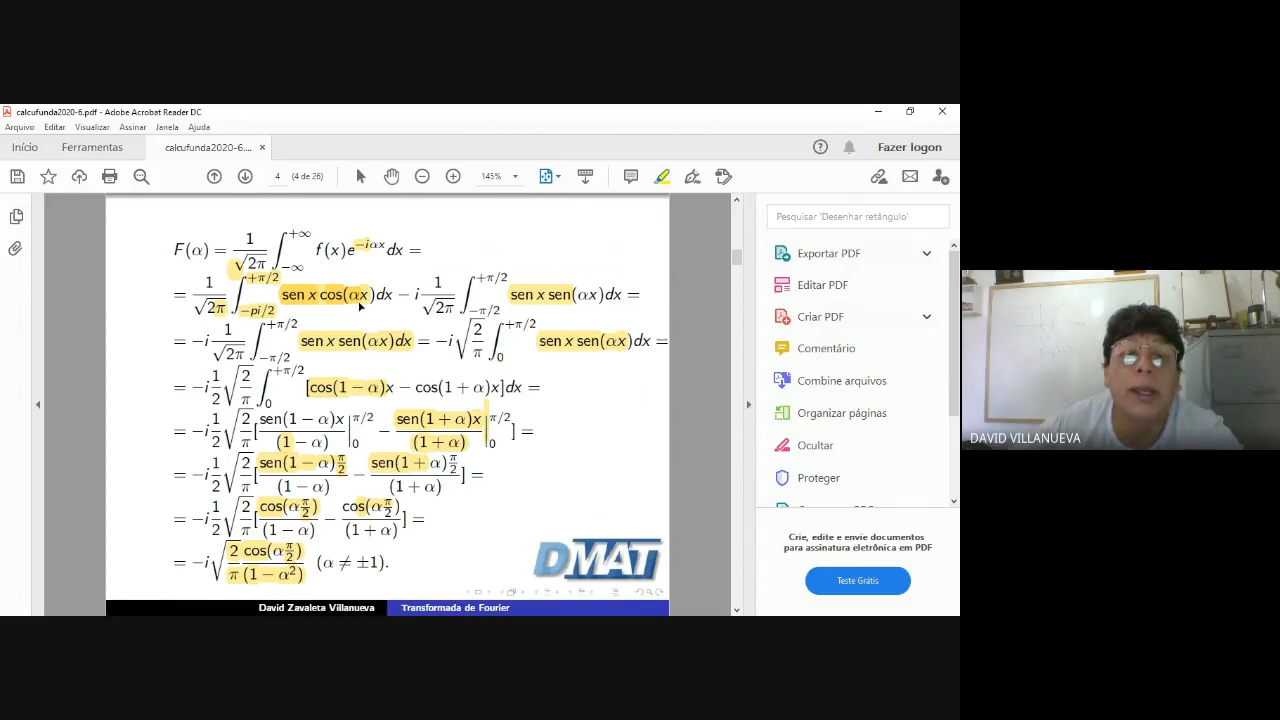 calcufunda2020-6.pdf - Adobe Acrobat Reader DC
Arquivo Editar Visualizar Assinar Janela Ajuda
Início Ferramentas calcufunda2020-6.... × ? Fazer logon
4 (4 de 26) 145%
F(α) = 1/√2π ∫_{−∞}^{+∞} f(x)e^{−iαx}dx =
= 1/√2π ∫_{−pi/2}^{+π/2} sen x cos(αx)dx − i 1/√2π ∫_{−π/2}^{+π/2} sen x sen(αx)dx =
= −i 1/√2π ∫_{−π/2}^{+π/2} sen x sen(αx)dx = −i√(2/π) ∫_0^{+π/2} sen x sen(αx)dx =
= −i 1/2 √(2/π) ∫_0^{+π/2} [cos(1 − α)x − cos(1 + α)x]dx =
= −i 1/2 √(2/π) [sen(1−α)x/(1−α) |_0^{π/2} − sen(1+α)x/(1+α) |_0^{π/2}] =
= −i 1/2 √(2/π) [sen(1−α)π/2/(1−α) − sen(1+α)π/2/(1+α)] =
= −i 1/2 √(2/π) [cos(απ/2)/(1−α) − cos(απ/2)/(1+α)] =
= −i√(2/π) cos(απ/2)/(1−α²) (α ≠ ±1).
DMAT
David Zavaleta Villanueva Transformada de Fourier
Pesquisar 'Desenhar retângulo'
Exportar PDF
Editar PDF
Criar PDF
Comentário
Combine arquivos
Organizar páginas
Ocultar
Proteger
Crie, edite e envie documentos
para assinatura eletrônica em PDF
Teste Grátis
DAVID VILLANUEVA